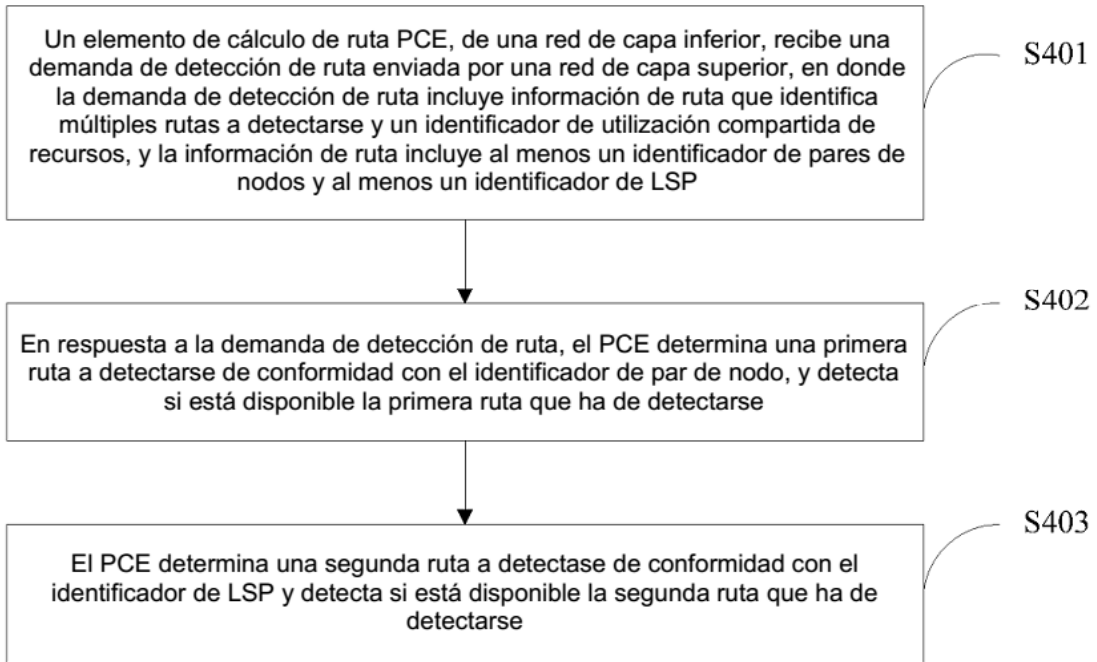 Un elemento de cálculo de ruta PCE, de una red de capa inferior, recibe una
demanda de detección de ruta enviada por una red de capa superior, en donde
la demanda de detección de ruta incluye información de ruta que identifica
múltiples rutas a detectarse y un identificador de utilización compartida de
recursos, y la información de ruta incluye al menos un identificador de pares de
nodos y al menos un identificador de LSP
S401
En respuesta a la demanda de detección de ruta, el PCE determina una primera
ruta a detectarse de conformidad con el identificador de par de nodo, y detecta
si está disponible la primera ruta que ha de detectarse
S402
El PCE determina una segunda ruta a detectase de conformidad con el
identificador de LSP y detecta si está disponible la segunda ruta que ha de
detectarse
S403